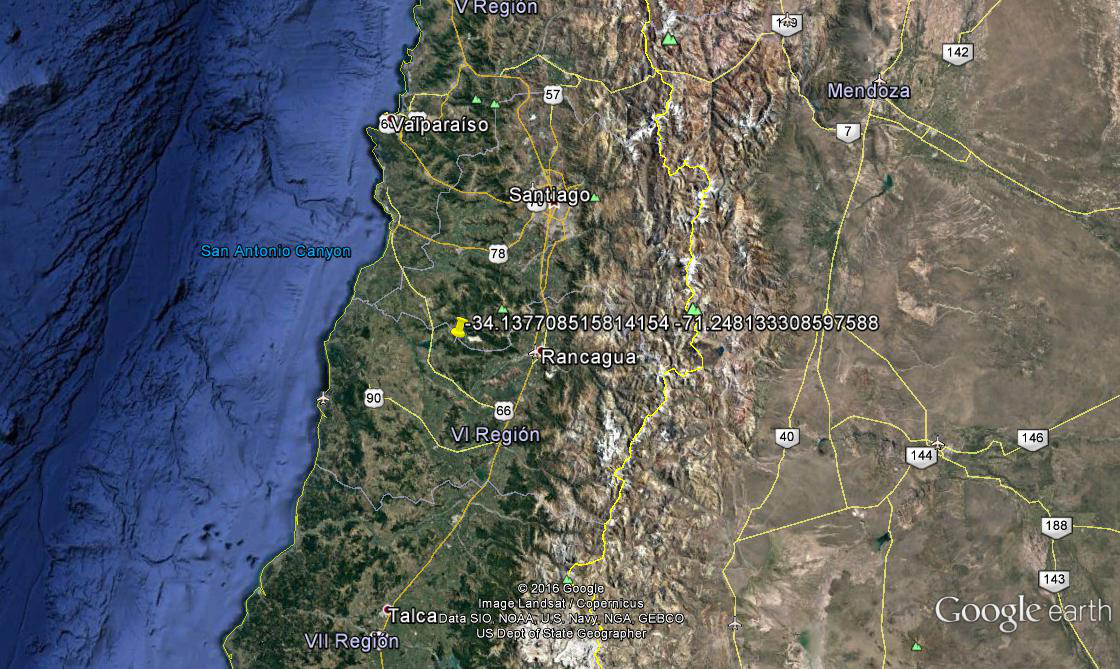 V Región
142
57
Mendoza
Valparaíso
7
Santiago
San Antonio Canyon
78
-34.137708515814154 -71.248133308597588
Rancagua
90
66
VI Región
40
146
144
188
143
© 2016 Google
Image Landsat / Copernicus
Data SIO, NOAA, U.S. Navy, NGA, GEBCO
US Dept of State Geographer
Talca
VII Región
Google earth